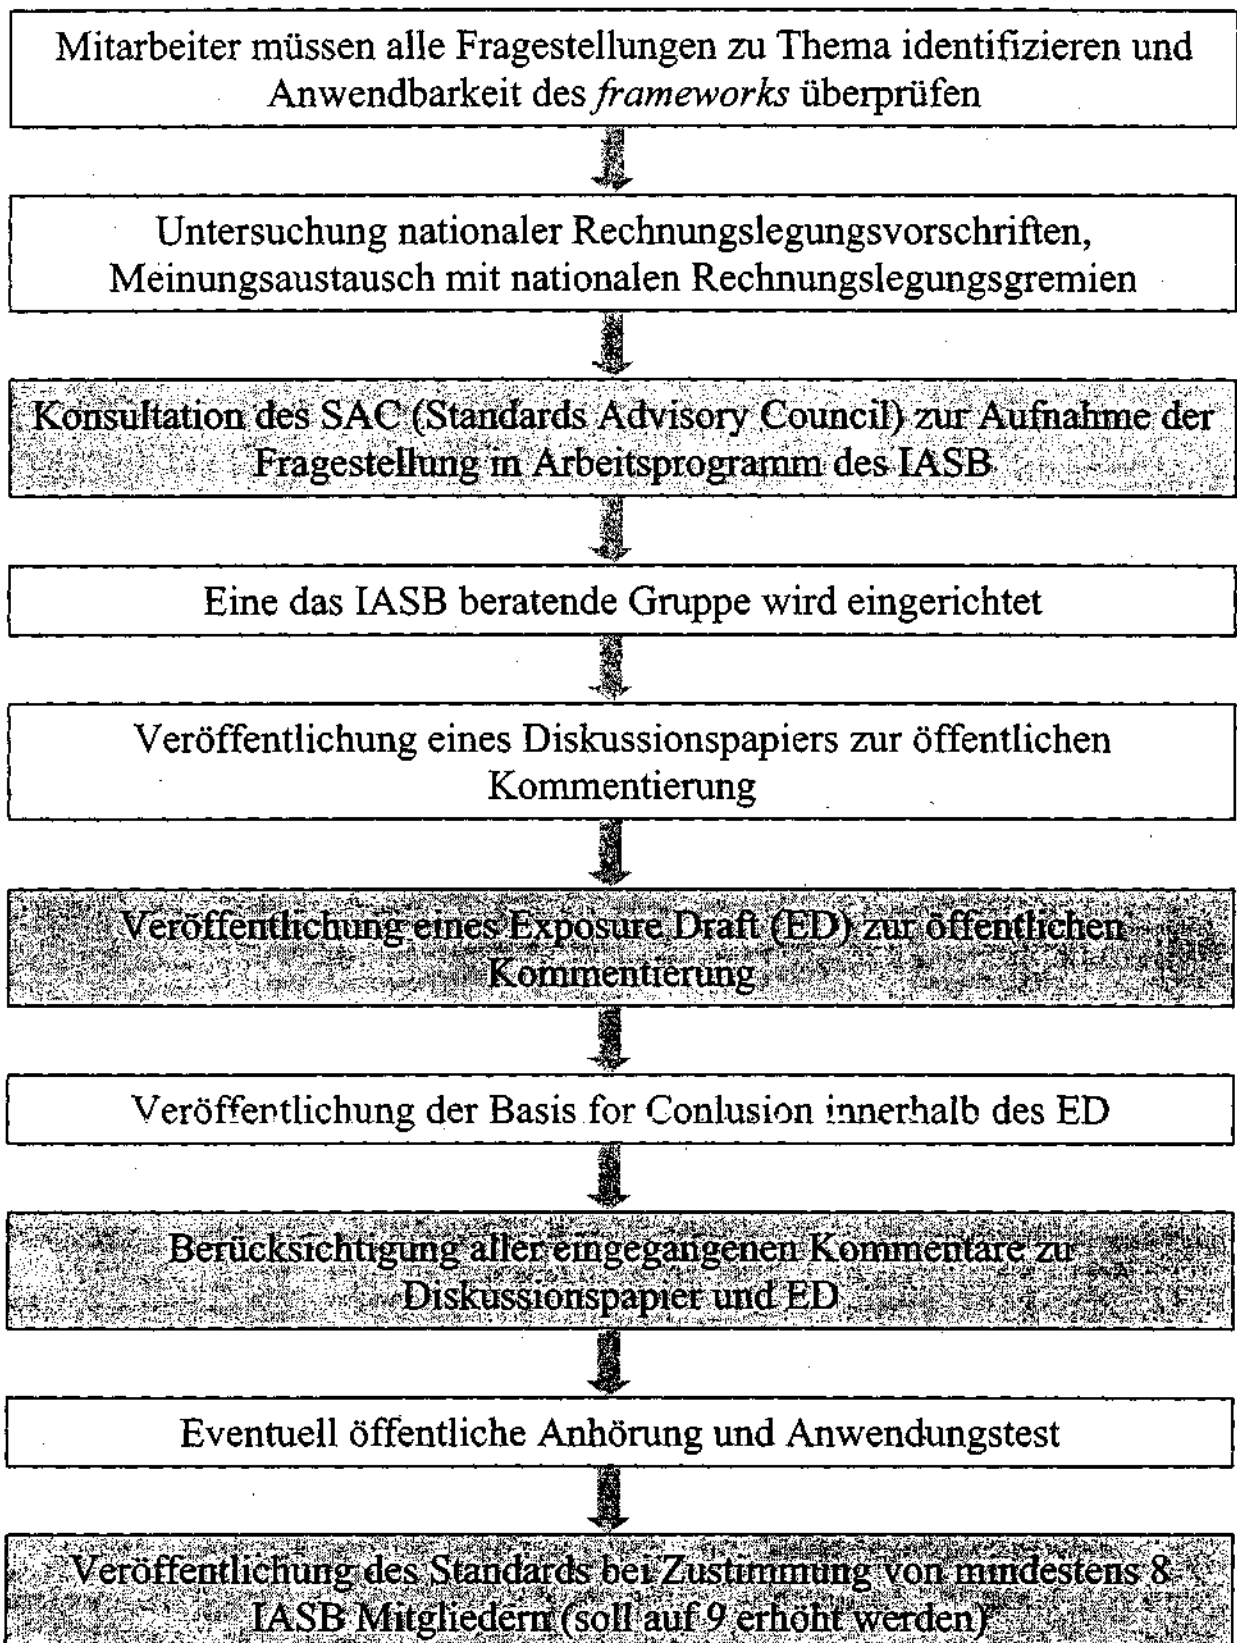 Mitarbeiter müssen alle Fragestellungen zu Thema identifizieren und
Anwendbarkeit des frameworks überprüfen
Untersuchung nationaler Rechnungslegungsvorschriften,
Meinungsaustausch mit nationalen Rechnungslegungsgremien
Konsultation des SAC (Standards Advisory Council) zur Aufnahme der
Fragestellung in Arbeitsprogramm des IASB
Eine das IASB beratende Gruppe wird eingerichtet
Veröffentlichung eines Diskussionspapiers zur öffentlichen
Kommentierung
Veröffentlichung eines Exposure Draft (ED) zur öffentlichen
Kommentierung
Veröffentlichung der Basis for Conlusion innerhalb des ED
Berücksichtigung aller eingegangenen Kommentare zu
Diskussionspapier und ED
Eventuell öffentliche Anhörung und Anwendungstest
Veröffentlichung des Standards bei Zustimmung von mindestens 8
IASB Mitgliedern (soll auf 9 erhöht werden)